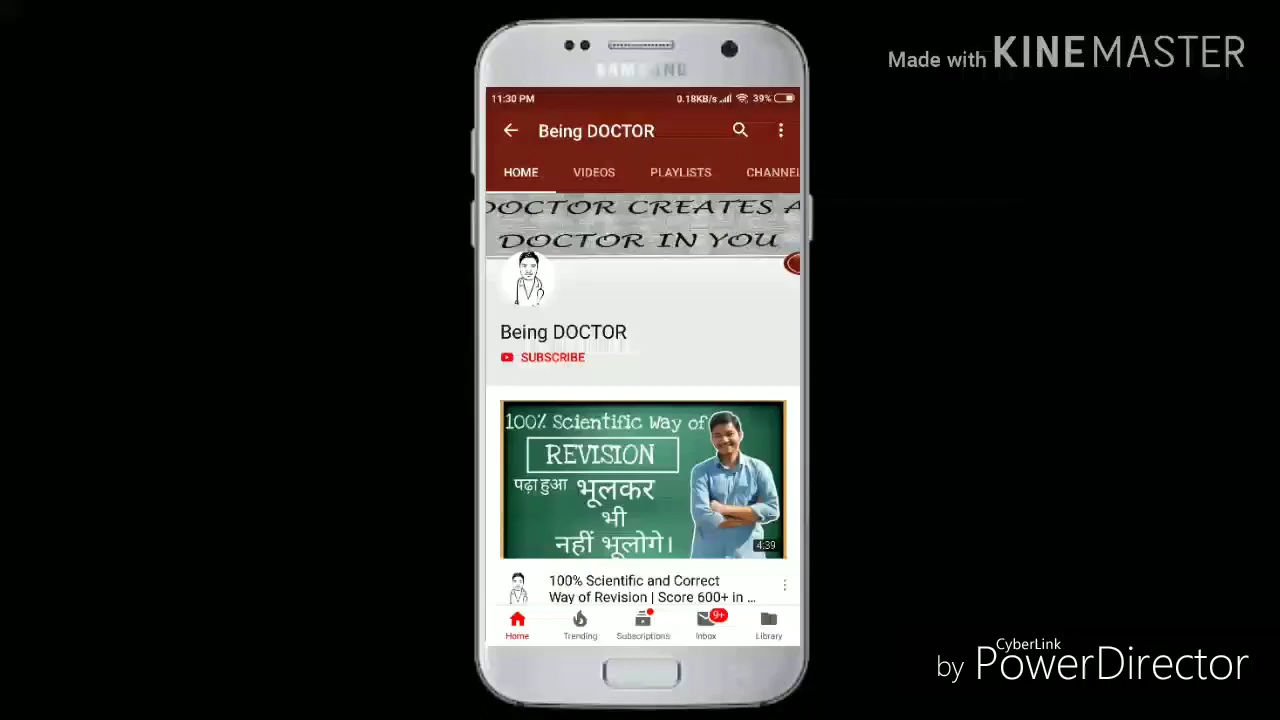 Made with KINEMASTER
SAMSUNG
11:30 PM 0.18KB/s 39%
Being DOCTOR
HOME VIDEOS PLAYLISTS CHANNEL
DOCTOR CREATES A
DOCTOR IN YOU
Being DOCTOR
SUBSCRIBE
100% Scientific Way of
REVISION
पढ़ा हुआ भूलकर
भी
नहीं भूलोगे।
4:39
100% Scientific and Correct
Way of Revision | Score 600+ in ...
9+
Home Trending Subscriptions Inbox Library
CyberLink
by PowerDirector